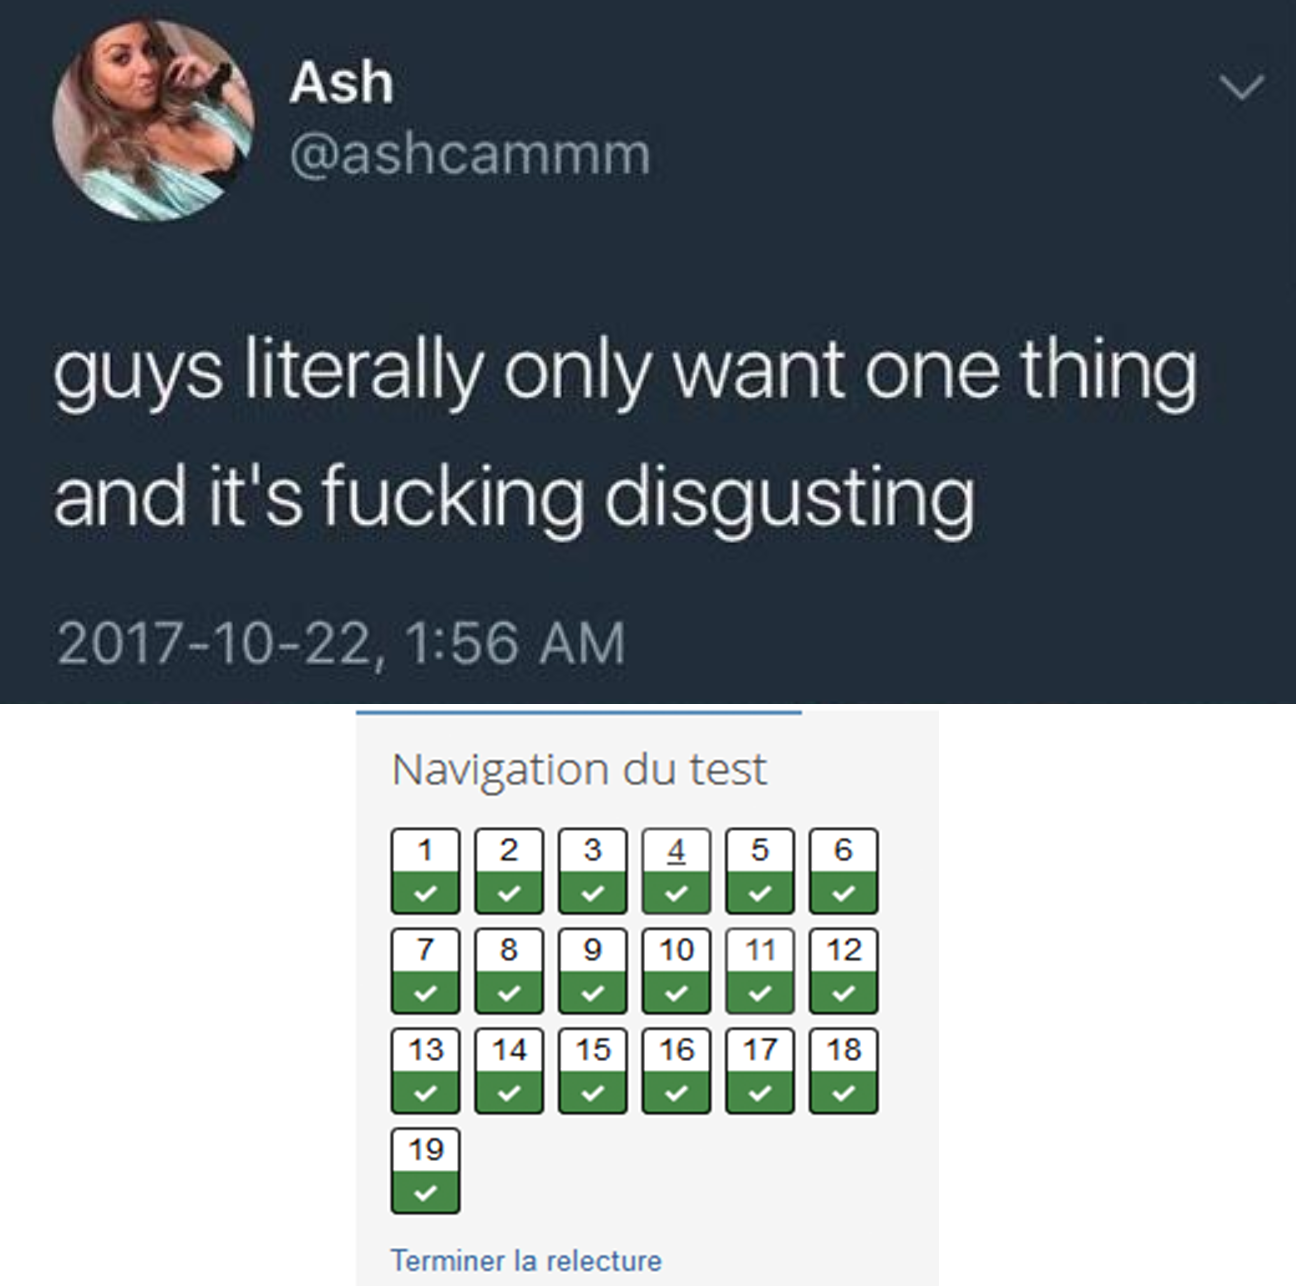 Ash
@ashcammm
guys literally only want one thing
and it's fucking disgusting
2017-10-22, 1:56 AM
Navigation du test
1 2 3 4 5 6
7 8 9 10 11 12
13 14 15 16 17 18
19
Terminer la relecture